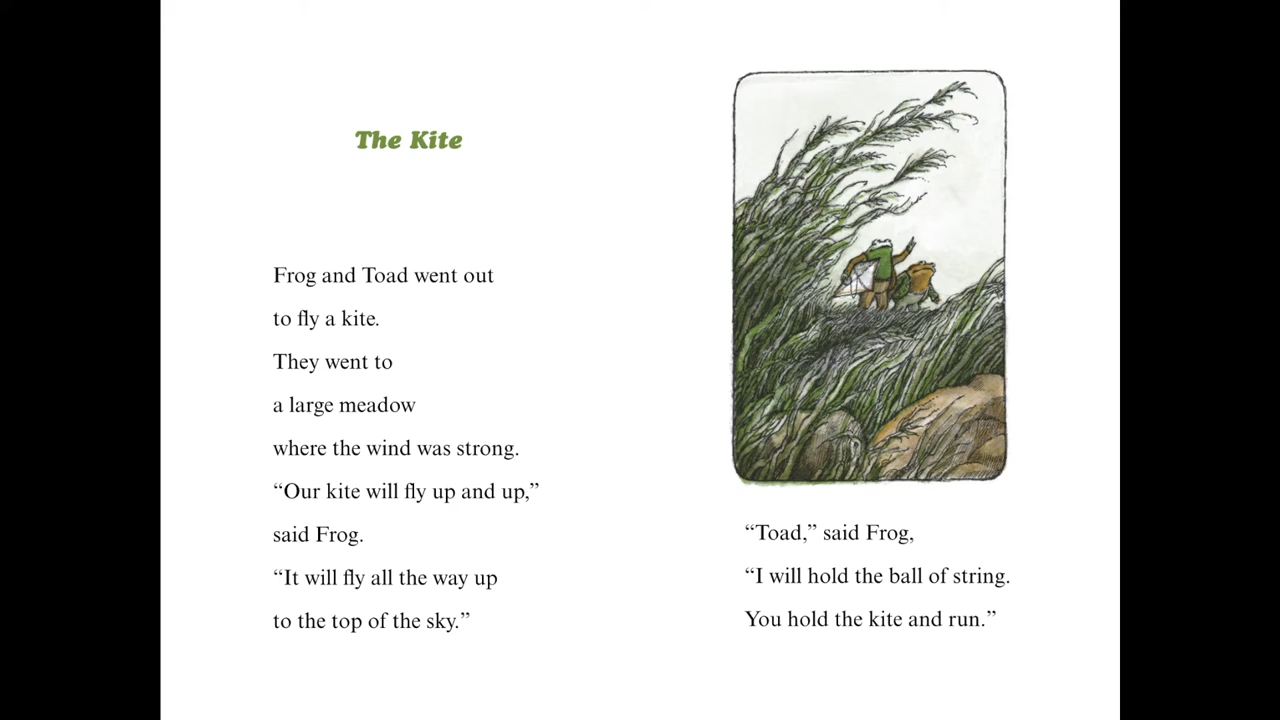 The Kite
Frog and Toad went out
to fly a kite.
They went to
a large meadow
where the wind was strong.
“Our kite will fly up and up,”
said Frog.
“It will fly all the way up
to the top of the sky.”
“Toad,” said Frog,
“I will hold the ball of string.
You hold the kite and run.”